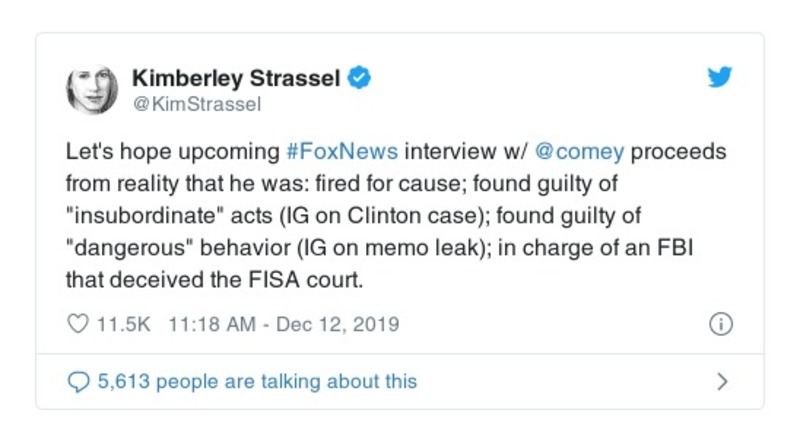 Kimberley Strassel
@KimStrassel
Let's hope upcoming #FoxNews interview w/ @comey proceeds
from reality that he was: fired for cause; found guilty of
"insubordinate" acts (IG on Clinton case); found guilty of
"dangerous" behavior (IG on memo leak); in charge of an FBI
that deceived the FISA court.
11.5K 11:18 AM - Dec 12, 2019
5,613 people are talking about this